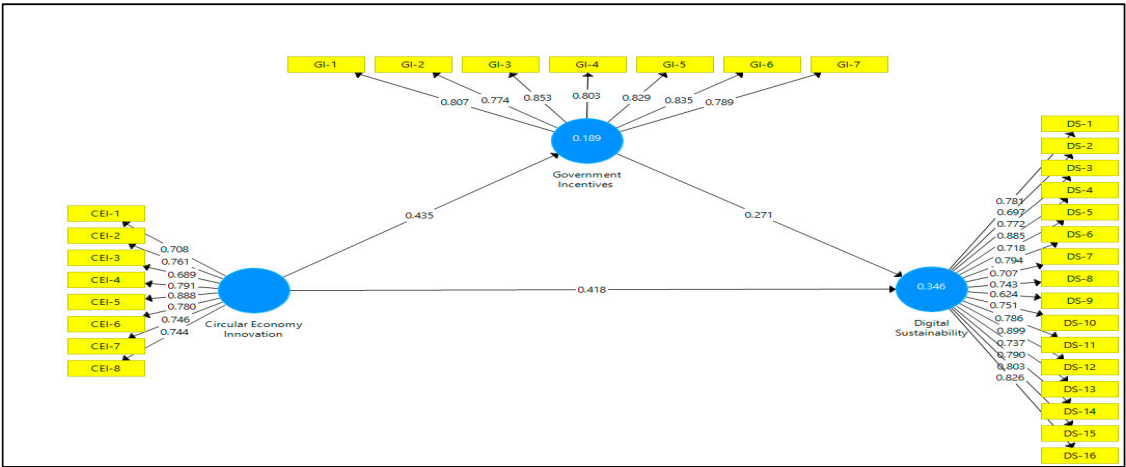 GI-1 GI-2 GI-3 GI-4 GI-5 GI-6 GI-7
0.807 0.774 0.853 0.803 0.829 0.835 0.789
0.189
Government
Incentives
0.435
0.271
CEI-1
CEI-2
CEI-3
CEI-4
CEI-5
CEI-6
CEI-7
CEI-8
0.708
0.761
0.689
0.791
0.888
0.780
0.746
0.744
Circular Economy
Innovation
0.418
0.346
Digital
Sustainability
0.781
0.697
0.772
0.885
0.718
0.794
0.707
0.743
0.624
0.751
0.786
0.899
0.737
0.790
0.803
0.826
DS-1
DS-2
DS-3
DS-4
DS-5
DS-6
DS-7
DS-8
DS-9
DS-10
DS-11
DS-12
DS-13
DS-14
DS-15
DS-16